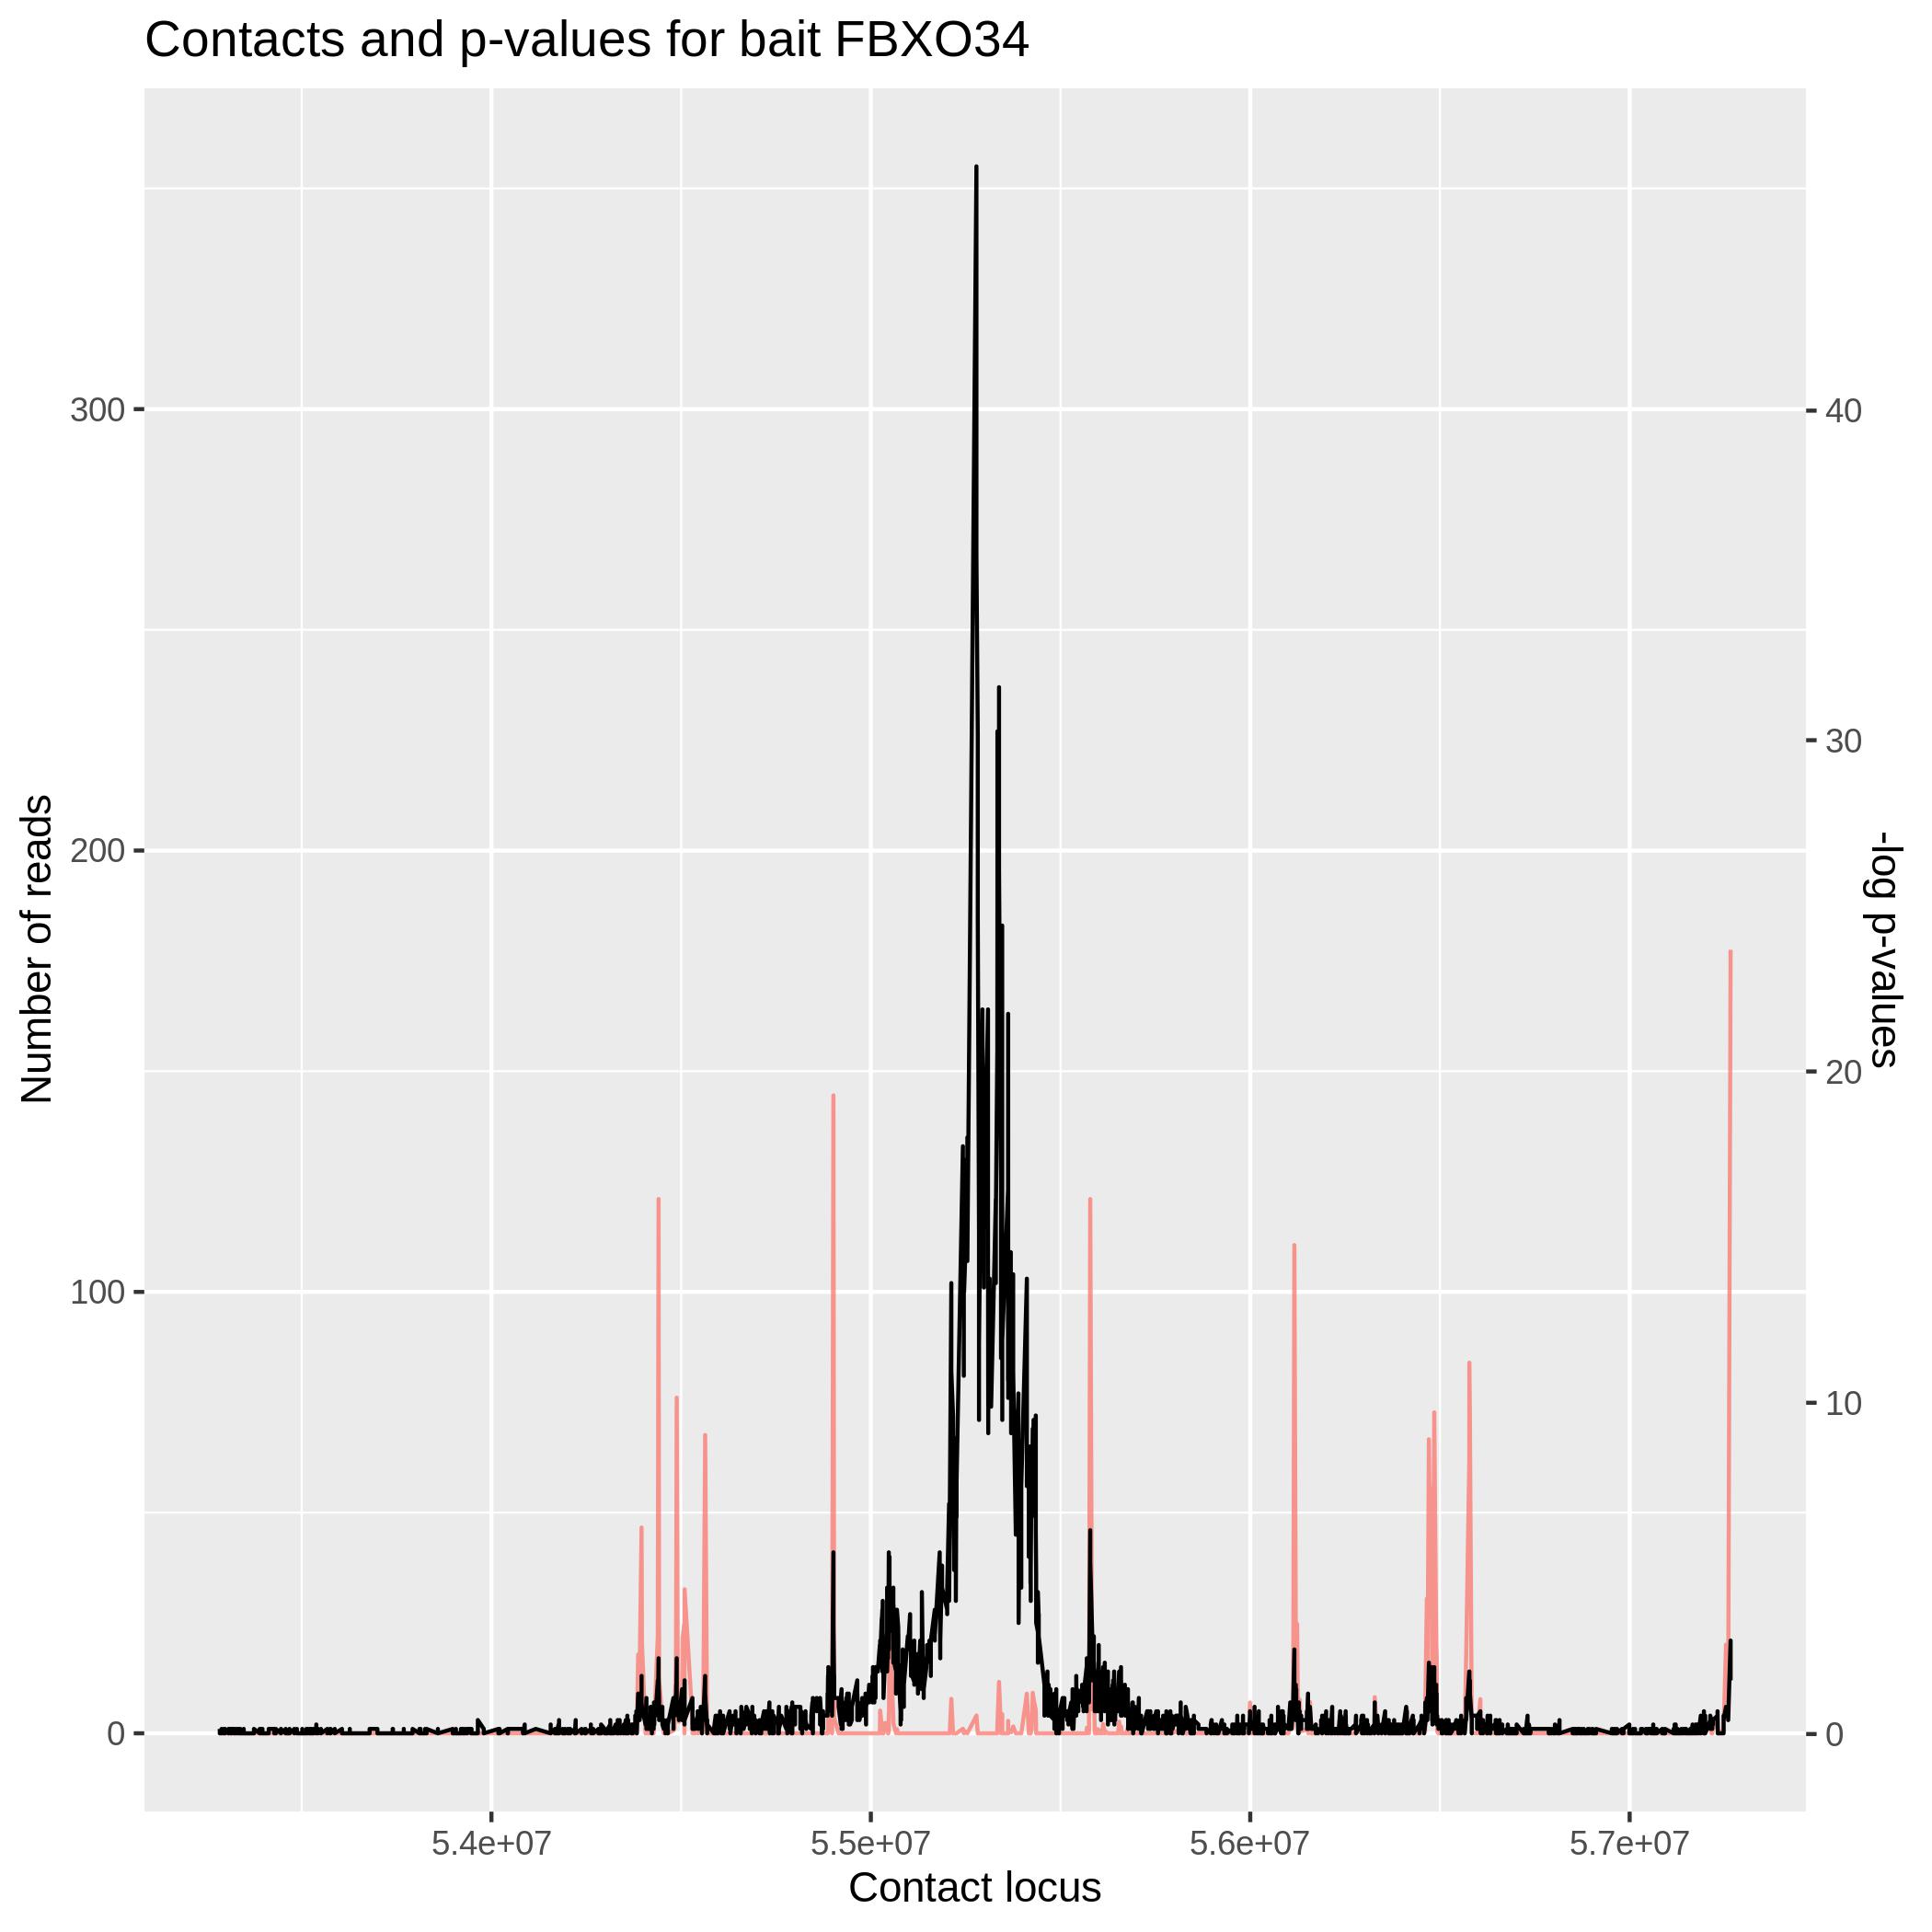 Contacts and p-values for bait FBXO34
Number of reads
300
200
100
0
40
30
20
10
0
-log p-values
5.4e+07 5.5e+07 5.6e+07 5.7e+07
Contact locus